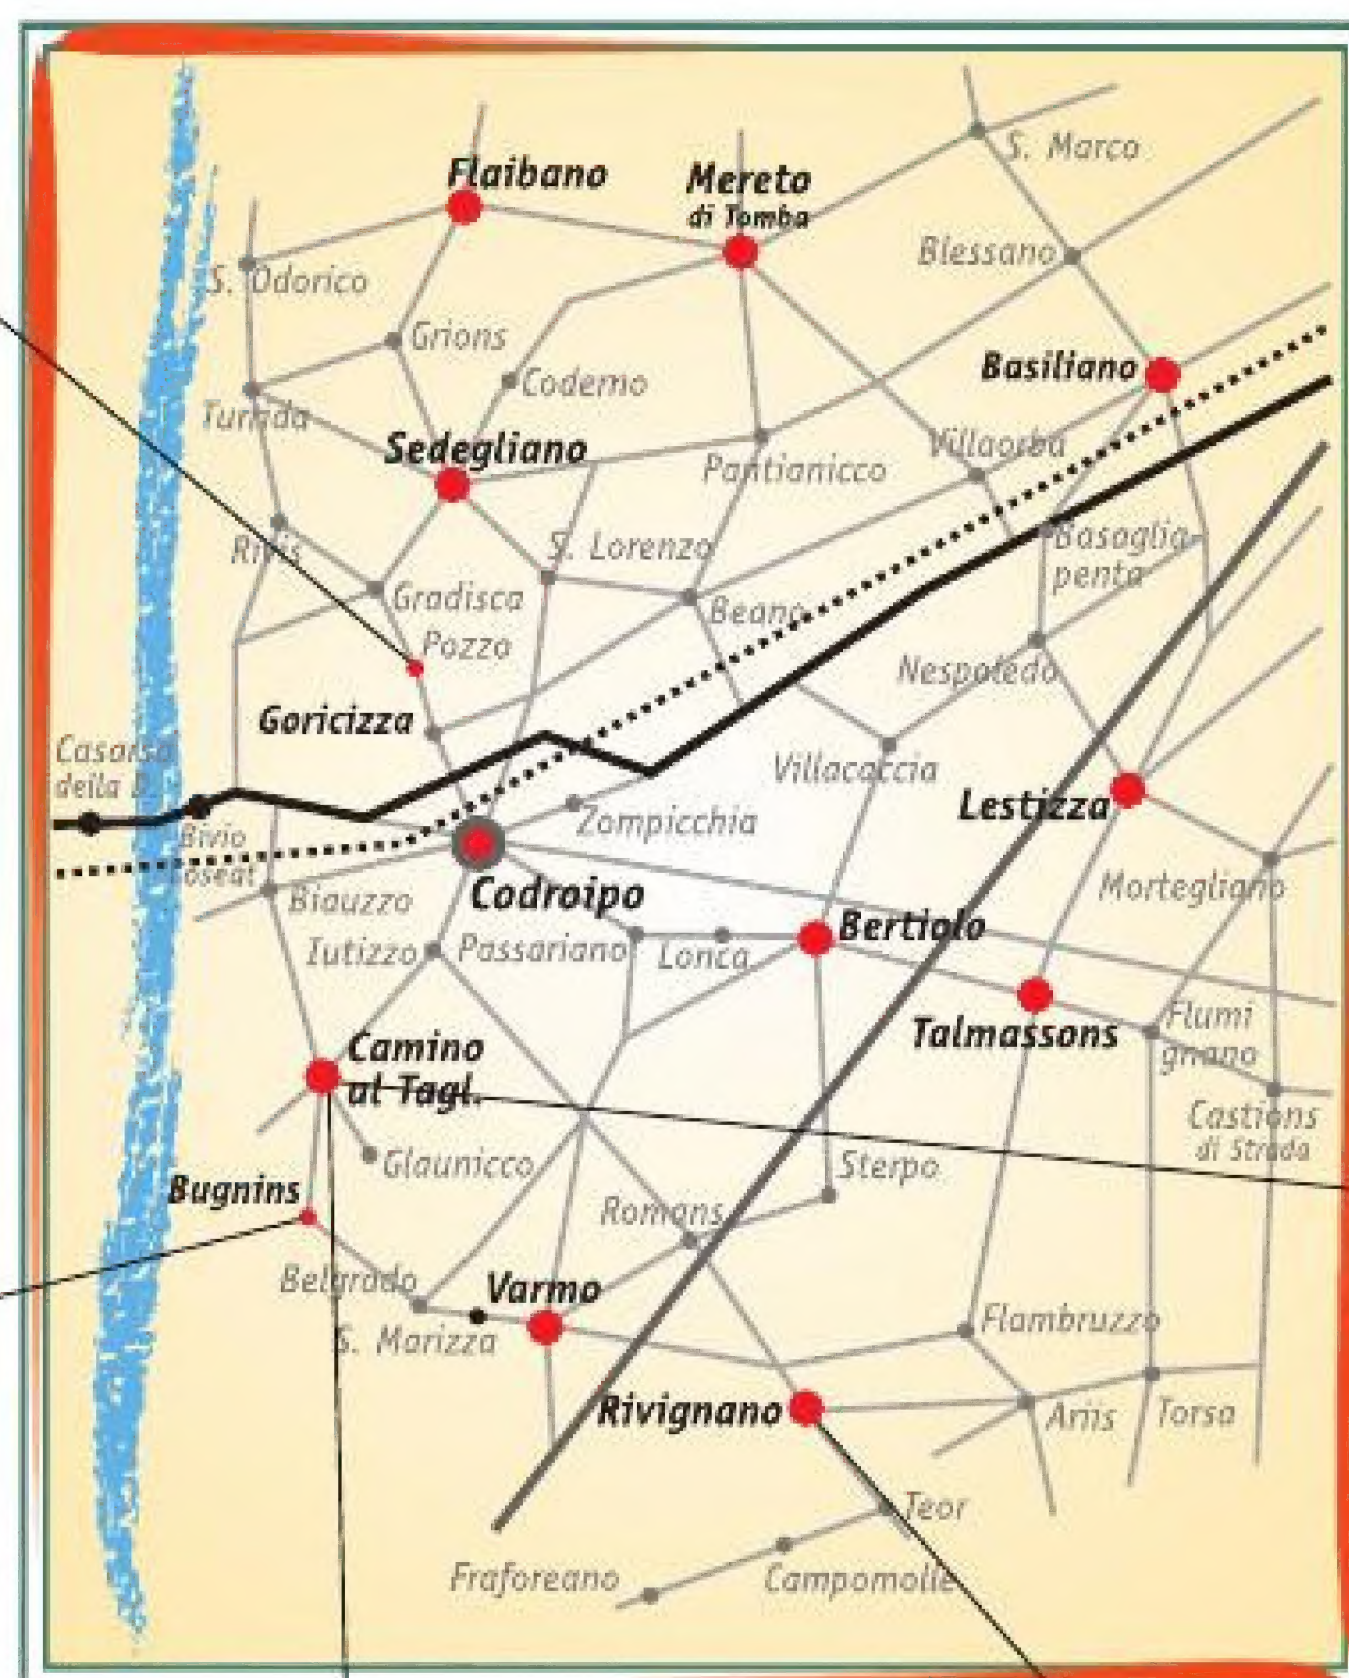 S. Marco
Flaibano
Mereto
di Tomba
Blessano
S. Odorico
Grions
Basiliano
Coderno
Turrida
Villaorba
Sedegliano
Pantianicco
Rivis
S. Lorenzo
Basaglia-
penta
Gradisca
Beano
Pozzo
Nespoledo
Goricizza
Casarsa
della D.
Villacaccia
Lestizza
Zompicchia
Bivio
Coseat
Biauzzo
Codroipo
Mortegliano
Bertiolo
Iutizzo
Passariano
Lonca
Talmassons
Flumi
gnano
Camino
al Tagl.
Castions
di Strada
Glaunicco
Sterpo
Bugnins
Romans
Belgrado
Varmo
Flambruzzo
S. Marizza
Rivignano
Ariis
Torsa
Teor
Fraforeano
Campomolle